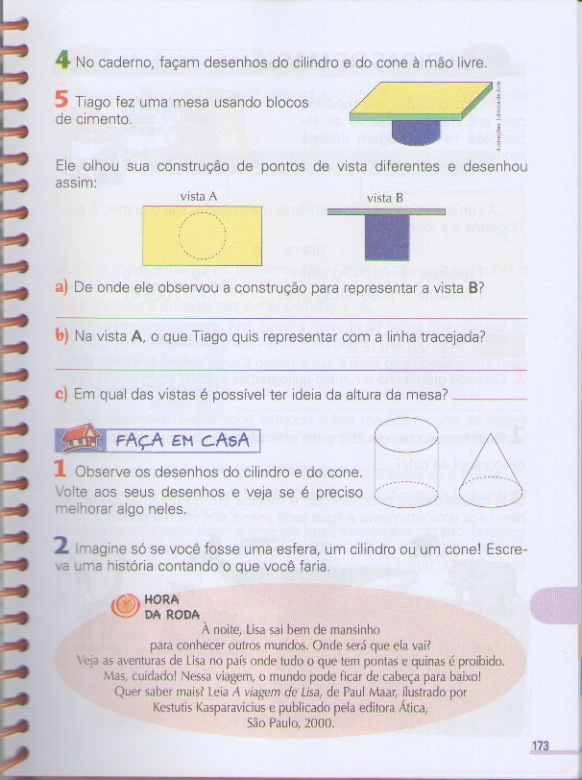 4 No caderno, façam desenhos do cilindro e do cone à mão livre.
5 Tiago fez uma mesa usando blocos
de cimento.
Ele olhou sua construção de pontos de vista diferentes e desenhou
assim:
vista A
vista B
a) De onde ele observou a construção para representar a vista B?
b) Na vista A, o que Tiago quis representar com a linha tracejada?
c) Em qual das vistas é possível ter ideia da altura da mesa?
FAÇA EM CASA
1 Observe os desenhos do cilindro e do cone.
Volte aos seus desenhos e veja se é preciso
melhorar algo neles.
2 Imagine só se você fosse uma esfera, um cilindro ou um cone! Escre-
va uma história contando o que você faria.
HORA
DA RODA
À noite, Lisa sai bem de mansinho
para conhecer outros mundos. Onde será que ela vai?
Veja as aventuras de Lisa no país onde tudo o que tem pontas e quinas é proibido.
Mas, cuidado! Nessa viagem, o mundo pode ficar de cabeça para baixo!
Quer saber mais? Leia A viagem de Lisa, de Paul Maar, ilustrado por
Kestutis Kasparavicius e publicado pela editora Ática,
São Paulo, 2000.
173